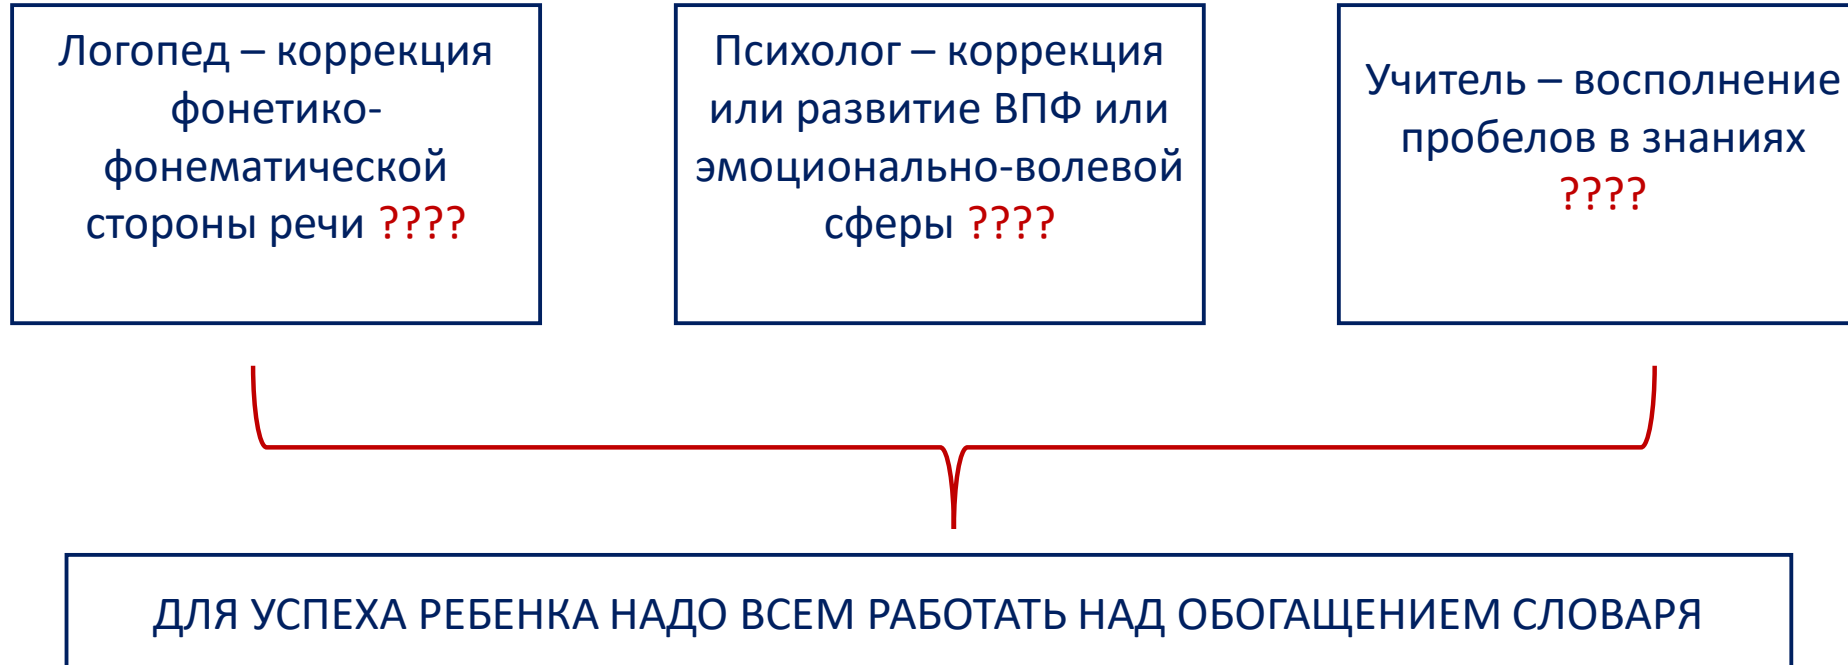 Логопед – коррекция
фонетико-
фонематической
стороны речи ????
Психолог – коррекция
или развитие ВПФ или
эмоционально-волевой
сферы ????
Учитель – восполнение
пробелов в знаниях
????
ДЛЯ УСПЕХА РЕБЕНКА НАДО ВСЕМ РАБОТАТЬ НАД ОБОГАЩЕНИЕМ СЛОВАРЯ